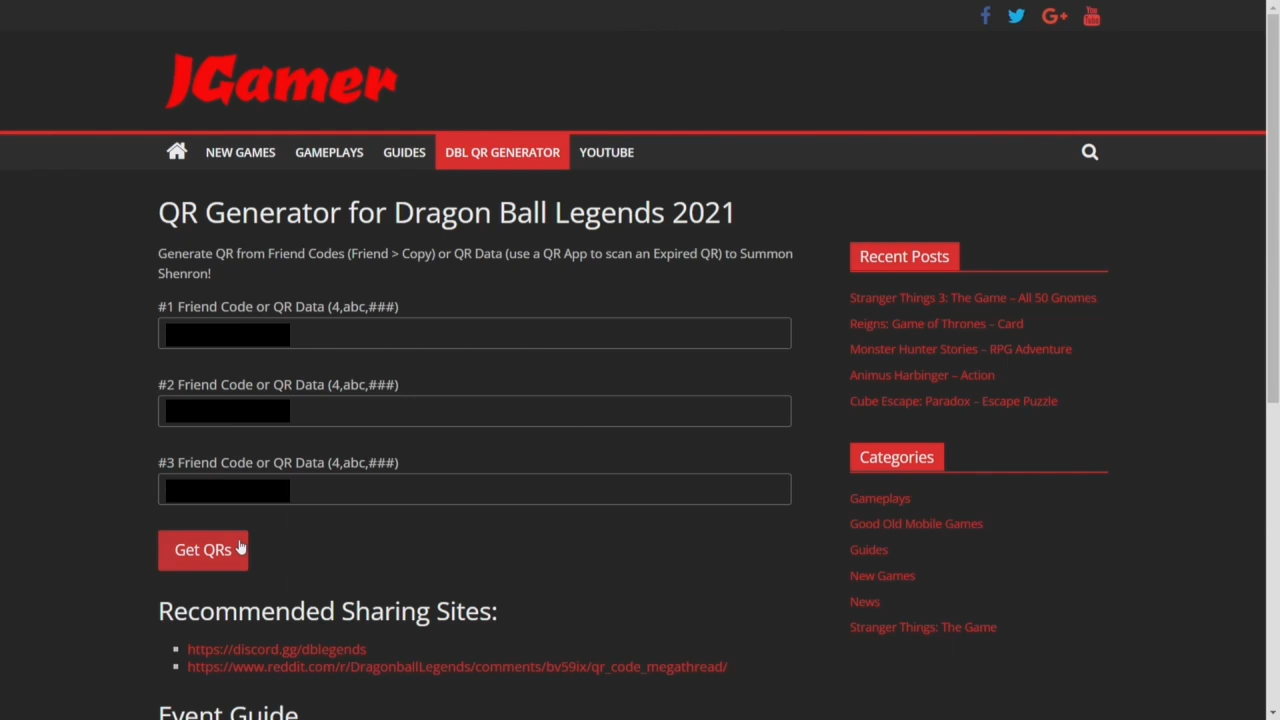 JGamer
NEW GAMES
GAMEPLAYS
GUIDES
DBL QR GENERATOR
YOUTUBE
QR Generator for Dragon Ball Legends 2021
Generate QR from Friend Codes (Friend > Copy) or QR Data (use a QR App to scan an Expired QR) to Summon
Shenron!
#1 Friend Code or QR Data (4,abc,###)
#2 Friend Code or QR Data (4,abc,###)
#3 Friend Code or QR Data (4,abc,###)
Get QRs
Recommended Sharing Sites:
https://discord.gg/dblegends
https://www.reddit.com/r/DragonballLegends/comments/bv59ix/qr_code_megathread/
Event Guide
Recent Posts
Stranger Things 3: The Game – All 50 Gnomes
Reigns: Game of Thrones – Card
Monster Hunter Stories – RPG Adventure
Animus Harbinger – Action
Cube Escape: Paradox – Escape Puzzle
Categories
Gameplays
Good Old Mobile Games
Guides
New Games
News
Stranger Things: The Game